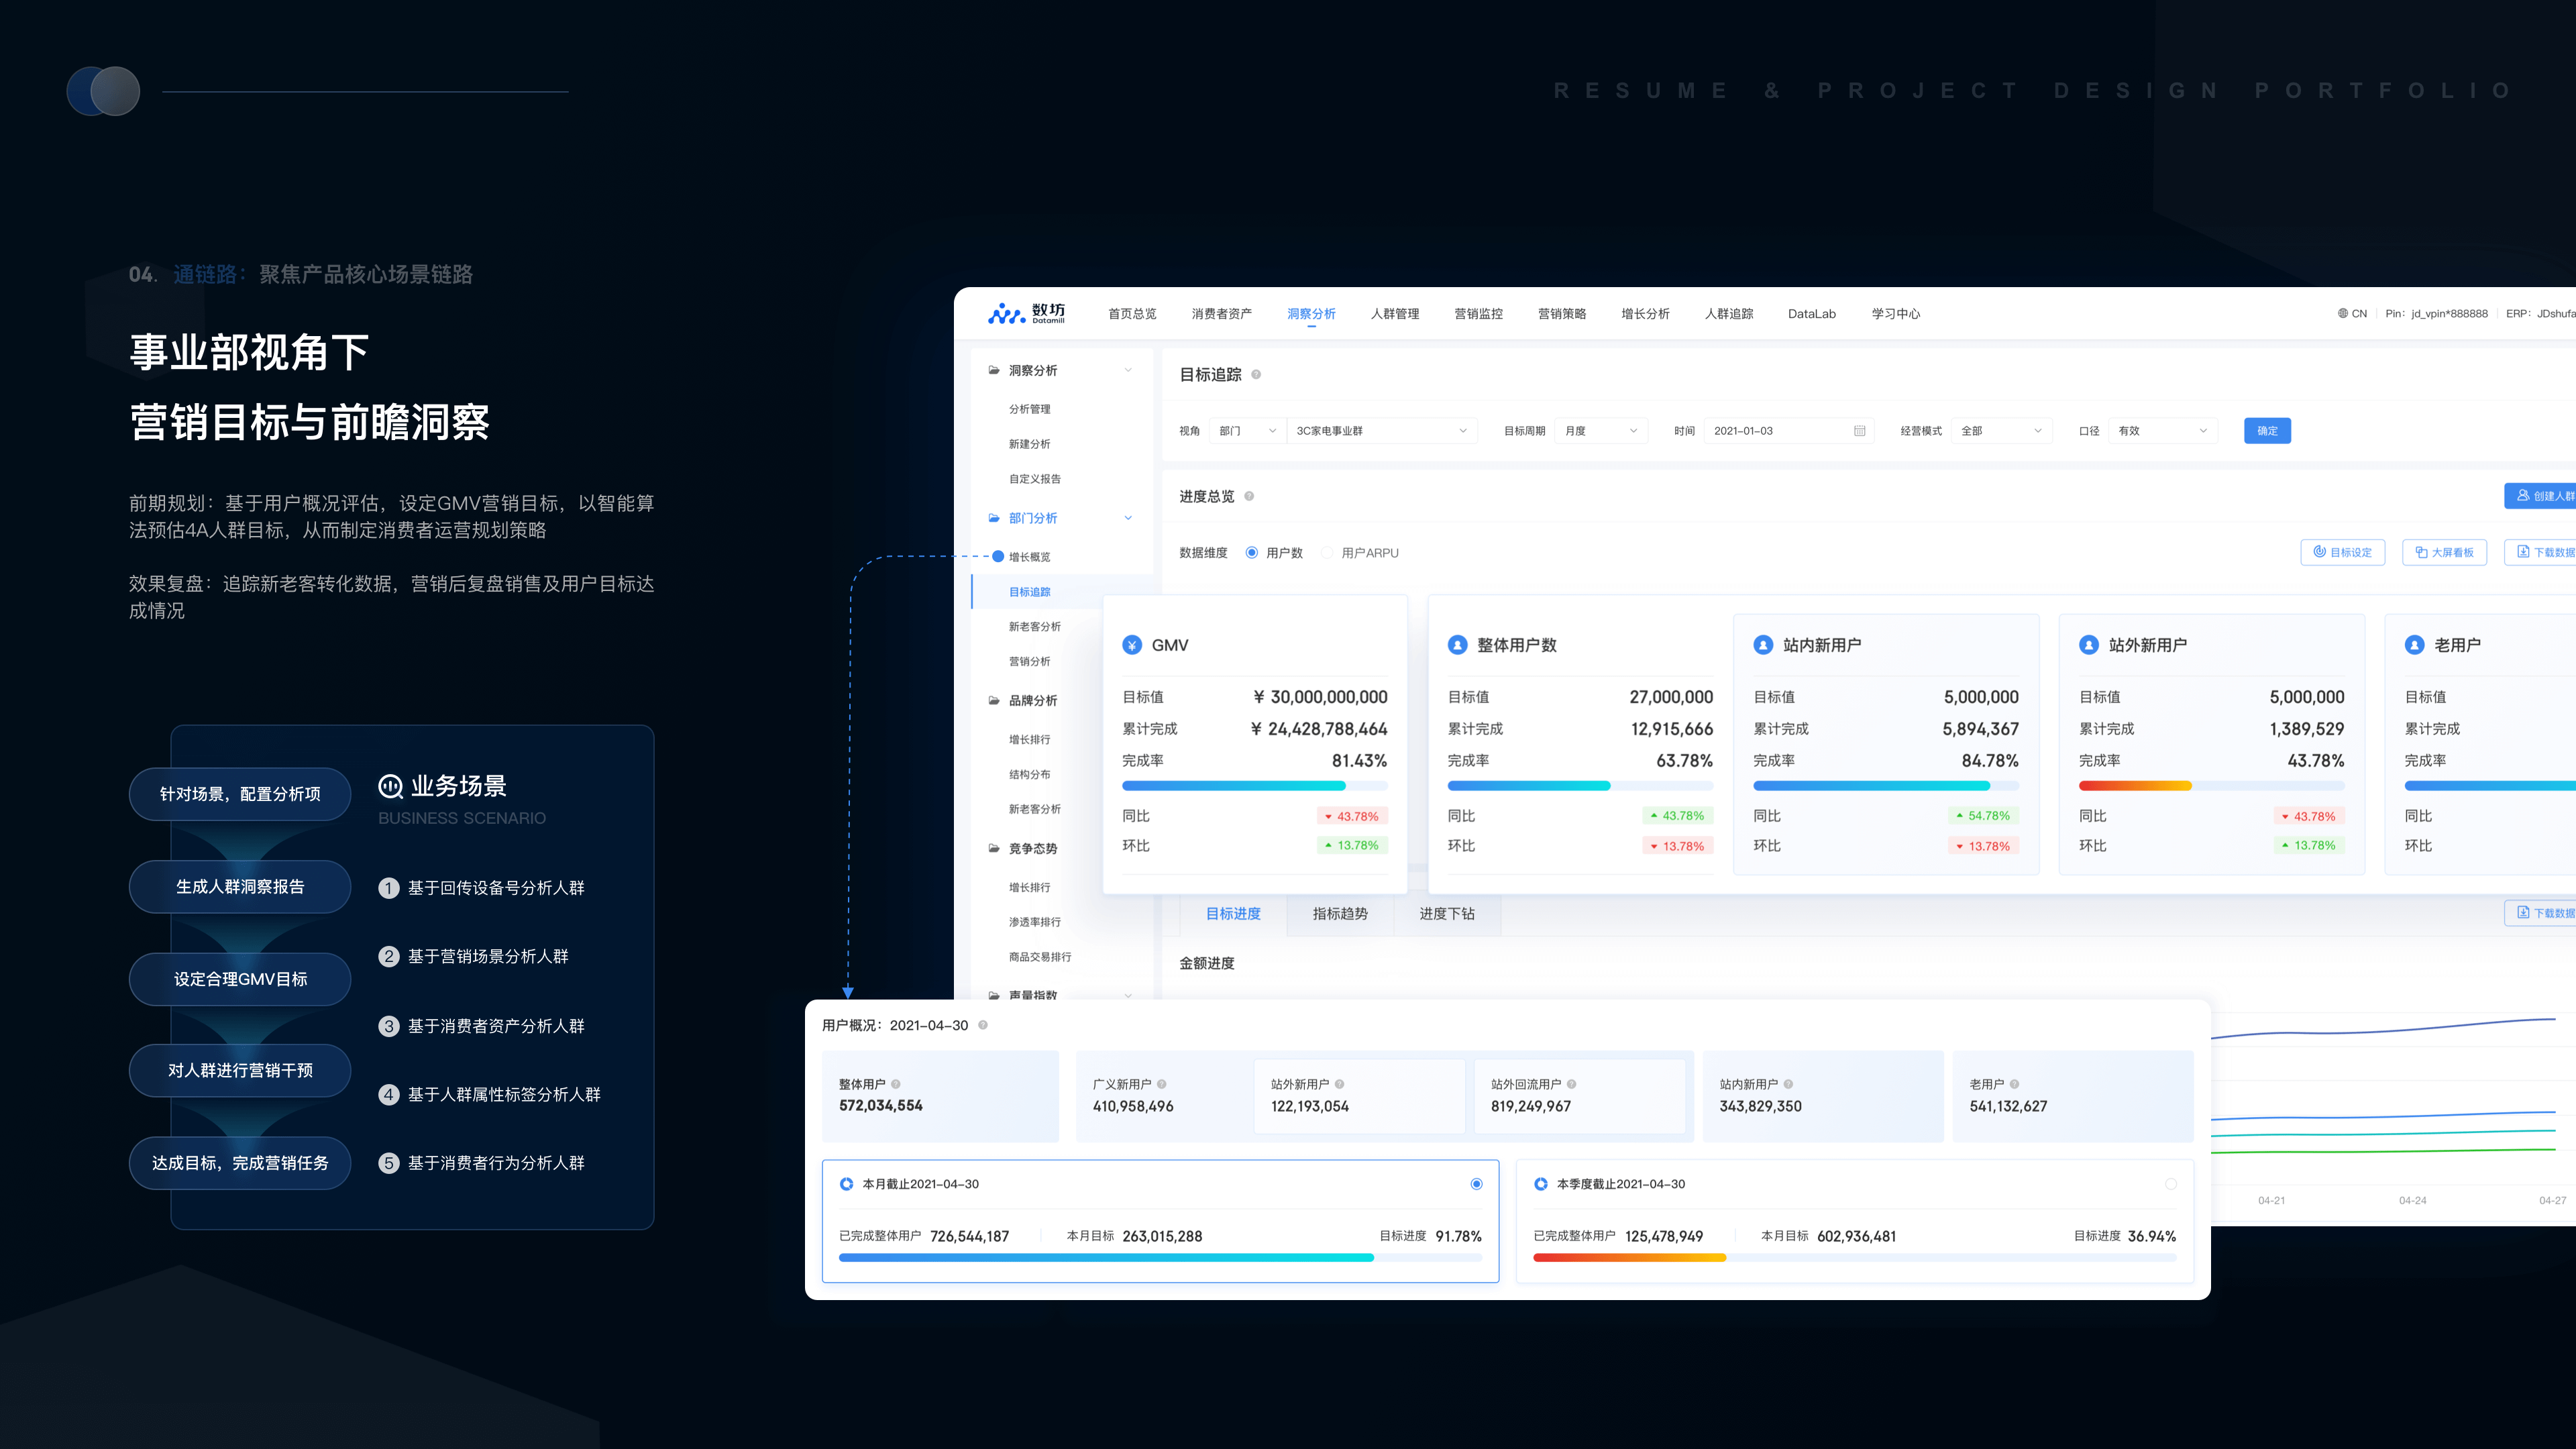 RESUME & PROJECT DESIGN PORTFOLIO
04. 通链路：聚焦产品核心场景链路
事业部视角下
营销目标与前瞻洞察
前期规划：基于用户概况评估，设定GMV营销目标，以智能算
法预估4A人群目标，从而制定消费者运营规划策略
效果复盘：追踪新老客转化数据，营销后复盘销售及用户目标达
成情况
针对场景，配置分析项
生成人群洞察报告
设定合理GMV目标
对人群进行营销干预
达成目标，完成营销任务
业务场景
BUSINESS SCENARIO
1 基于回传设备号分析人群
2 基于营销场景分析人群
3 基于消费者资产分析人群
4 基于人群属性标签分析人群
5 基于消费者行为分析人群
数坊
Datamill
首页总览 消费者资产 洞察分析 人群管理 营销监控 营销策略 增长分析 人群追踪 DataLab 学习中心
CN Pin：jd_vpin*888888 ERP：JDshufa
洞察分析
分析管理
新建分析
自定义报告
部门分析
增长概览
目标追踪
新老客分析
营销分析
品牌分析
增长排行
结构分布
新老客分析
竞争态势
增长排行
渗透率排行
商品交易排行
声量指数
目标追踪
视角 部门 3C家电事业群 目标周期 月度 时间 2021-01-03 经营模式 全部 口径 有效 确定
进度总览
创建人群
数据维度 用户数 用户ARPU
目标设定 大屏看板 下载数据
GMV
目标值 ¥ 30,000,000,000
累计完成 ¥ 24,428,788,464
完成率 81.43%
同比 43.78%
环比 13.78%
整体用户数
目标值 27,000,000
累计完成 12,915,666
完成率 63.78%
同比 43.78%
环比 13.78%
站内新用户
目标值 5,000,000
累计完成 5,894,367
完成率 84.78%
同比 54.78%
环比 13.78%
站外新用户
目标值 5,000,000
累计完成 1,389,529
完成率 43.78%
同比 43.78%
环比 13.78%
老用户
目标值
累计完成
完成率
同比
环比
目标进度 指标趋势 进度下钻
下载数据
金额进度
04-21 04-24 04-27
用户概况：2021-04-30
整体用户
572,034,554
广义新用户
410,958,496
站外新用户
122,193,054
站外回流用户
819,249,967
站内新用户
343,829,350
老用户
541,132,627
本月截止2021-04-30
已完成整体用户 726,544,187 本月目标 263,015,288 目标进度 91.78%
本季度截止2021-04-30
已完成整体用户 125,478,949 本月目标 602,936,481 目标进度 36.94%